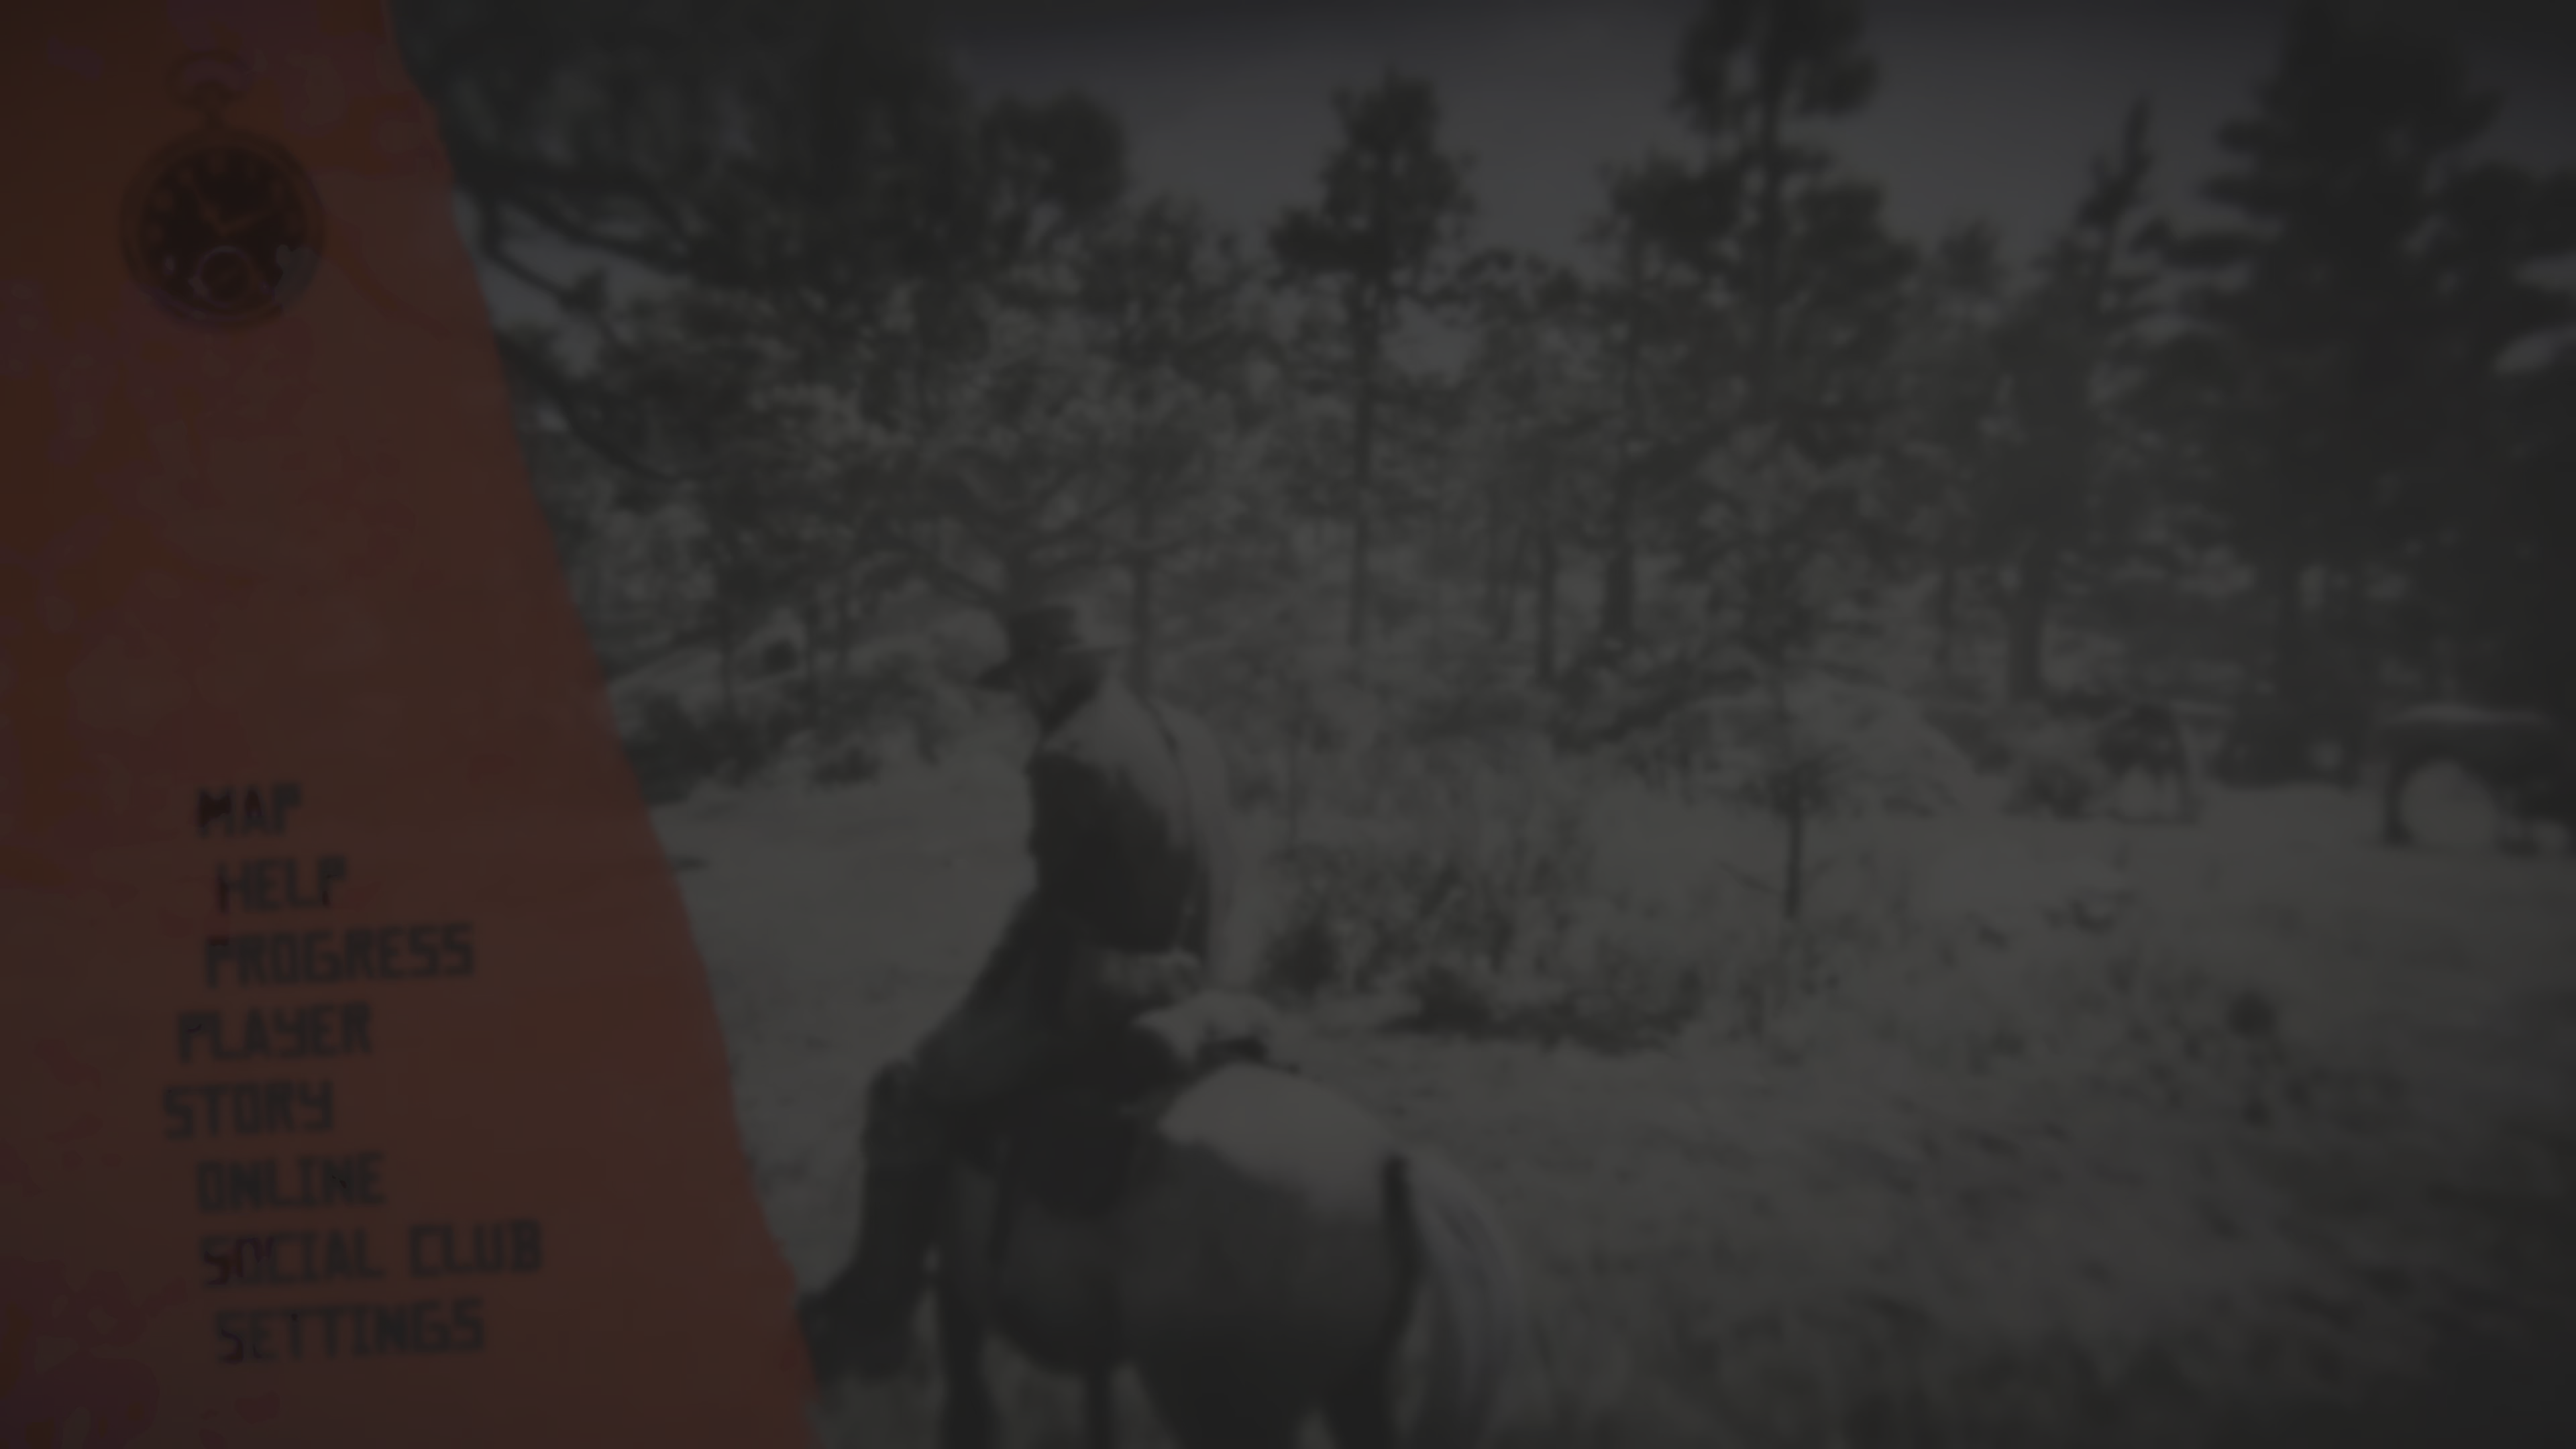 MAP
HELP
PROGRESS
PLAYER
STORY
ONLINE
SOCIAL CLUB
SETTINGS